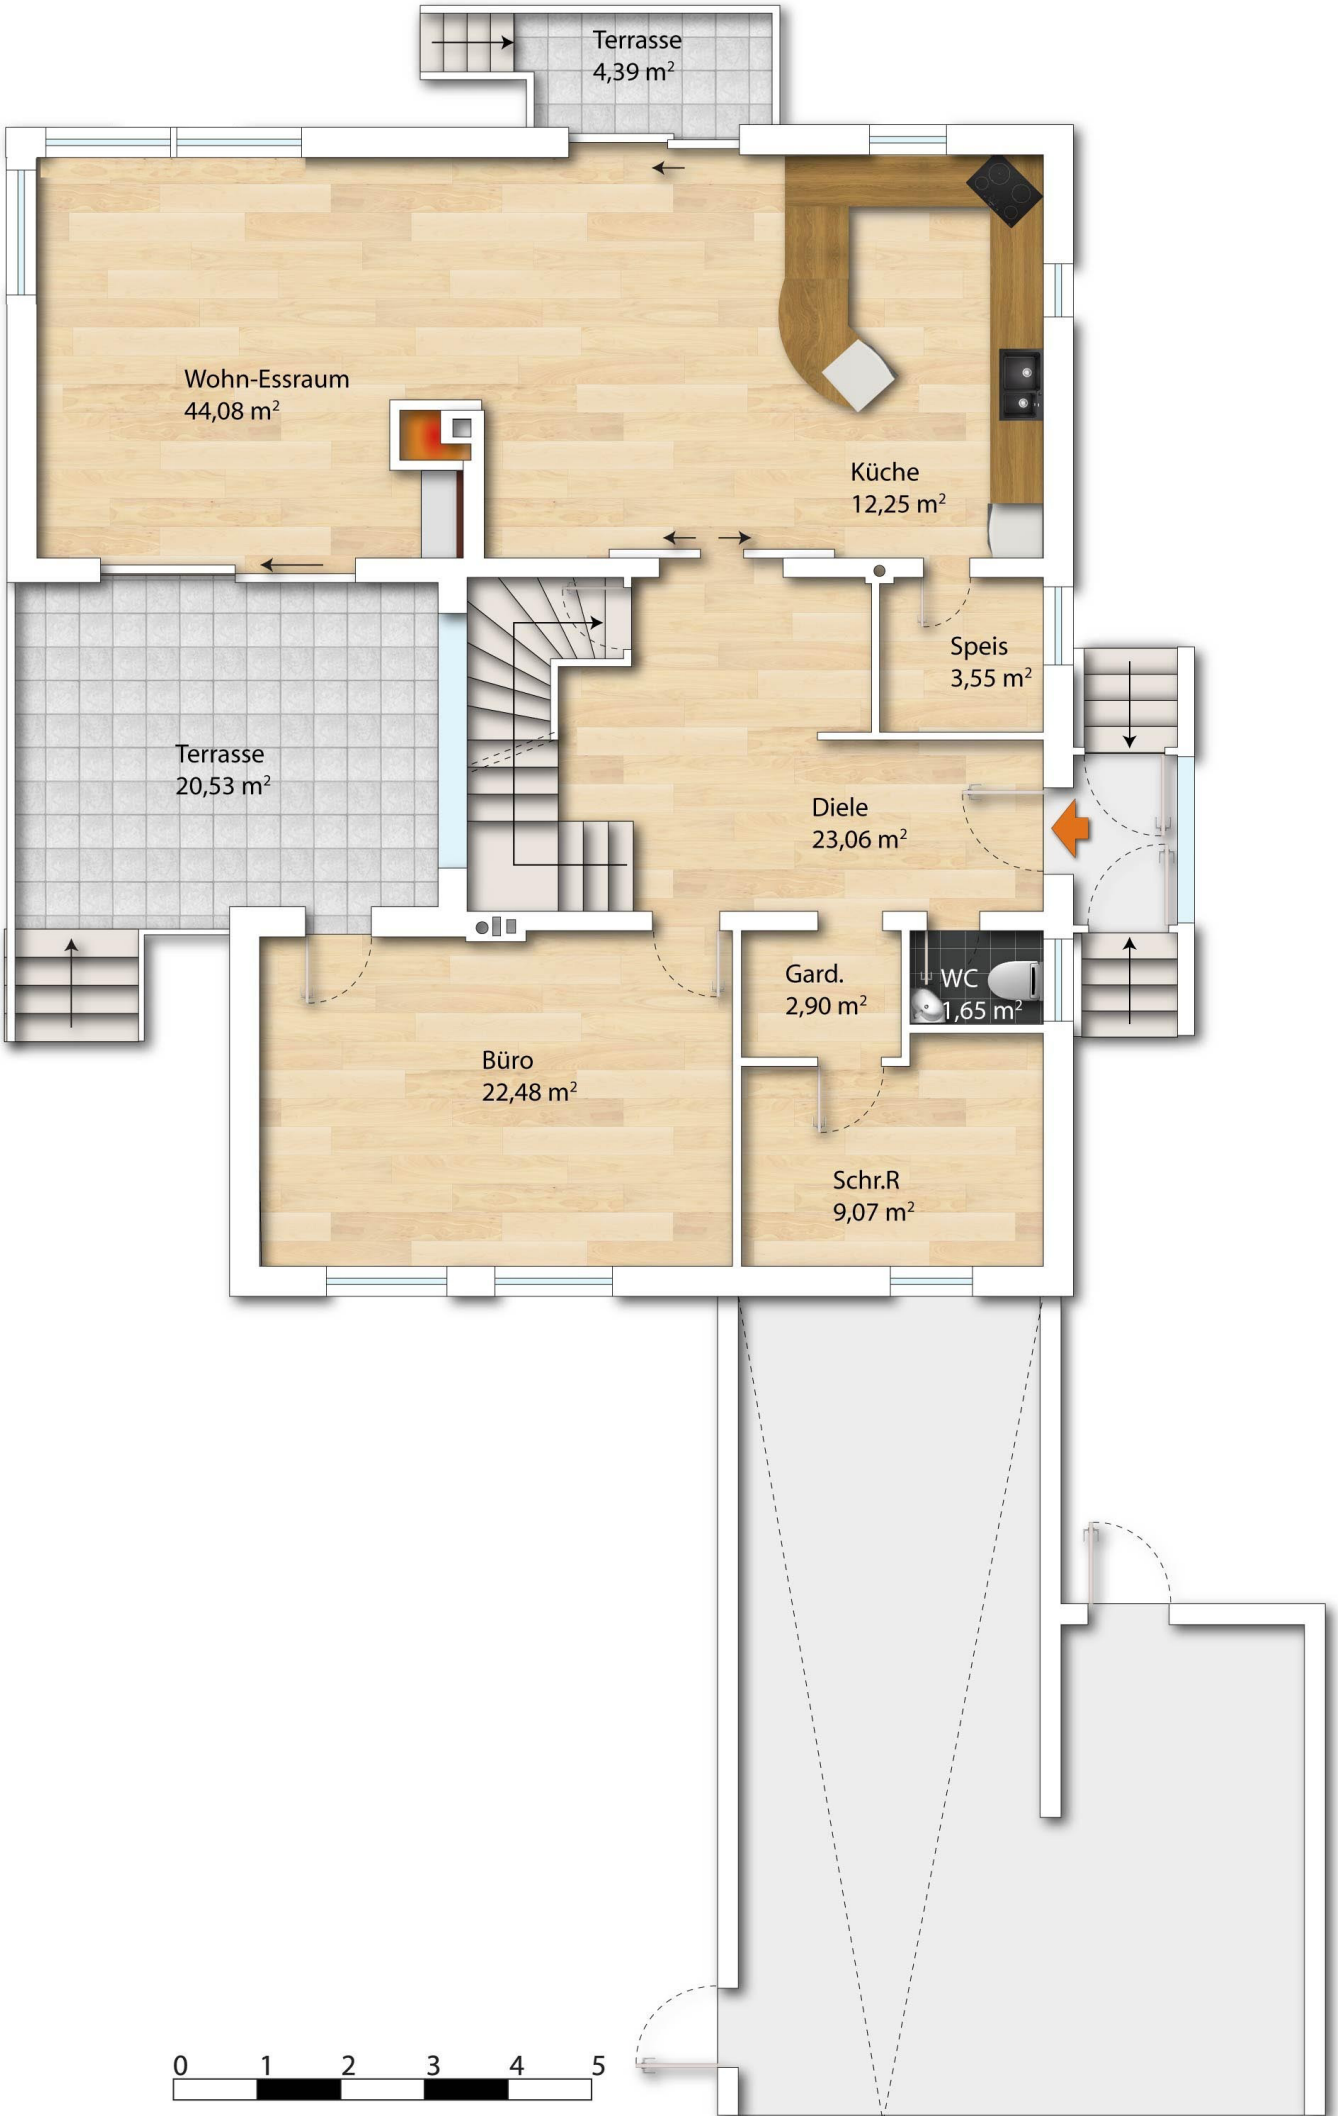 Terrasse
4,39 m²
Wohn-Essraum
44,08 m²
Küche
12,25 m²
Speis
3,55 m²
Terrasse
20,53 m²
Diele
23,06 m²
Gard.
2,90 m²
WC
1,65 m²
Büro
22,48 m²
Schr.R
9,07 m²
0 1 2 3 4 5